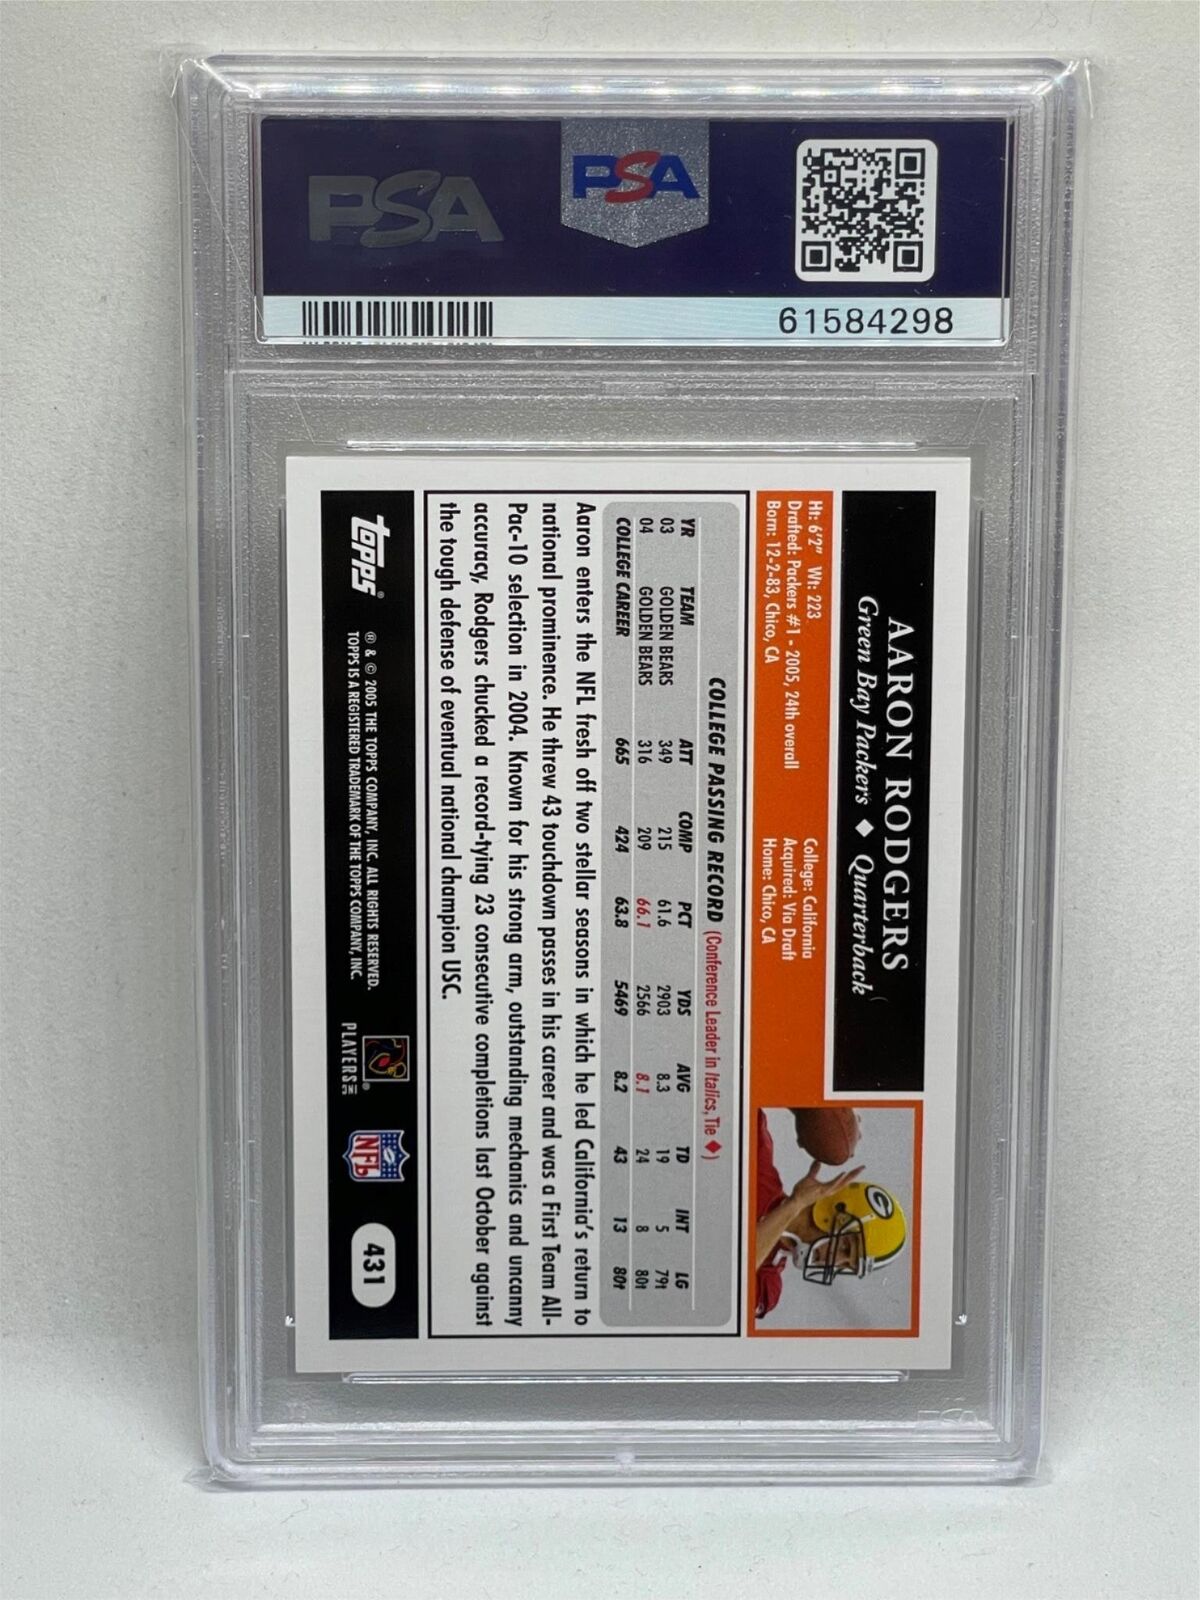 PSA
PSA
61584298
AARON RODGERS
Green Bay Packers ◆ Quarterback
Ht: 6'2" Wt: 223
Drafted: Packers #1 - 2005, 24th overall
Born: 12-2-83, Chico, CA
College: California
Acquired: Via Draft
Home: Chico, CA
COLLEGE PASSING RECORD (Conference Leader in Italics, Tie ◆)
YR TEAM ATT COMP PCT YDS AVG TD INT LG
03 GOLDEN BEARS 349 215 61.6 2903 8.3 19 5 79t
04 GOLDEN BEARS 316 209 66.1 2566 8.1 24 8 80t
COLLEGE CAREER 665 424 63.8 5469 8.2 43 13 80t
Aaron enters the NFL fresh off two stellar seasons in which he led California's return to
national prominence. He threw 43 touchdown passes in his career and was a First Team All-
Pac-10 selection in 2004. Known for his strong arm, outstanding mechanics and uncanny
accuracy, Rodgers chucked a record-tying 23 consecutive completions last October against
the tough defense of eventual national champion USC.
topps®
® & © 2005 THE TOPPS COMPANY, INC. ALL RIGHTS RESERVED.
TOPPS IS A REGISTERED TRADEMARK OF THE TOPPS COMPANY, INC.
PLAYERS INC
NFL
431